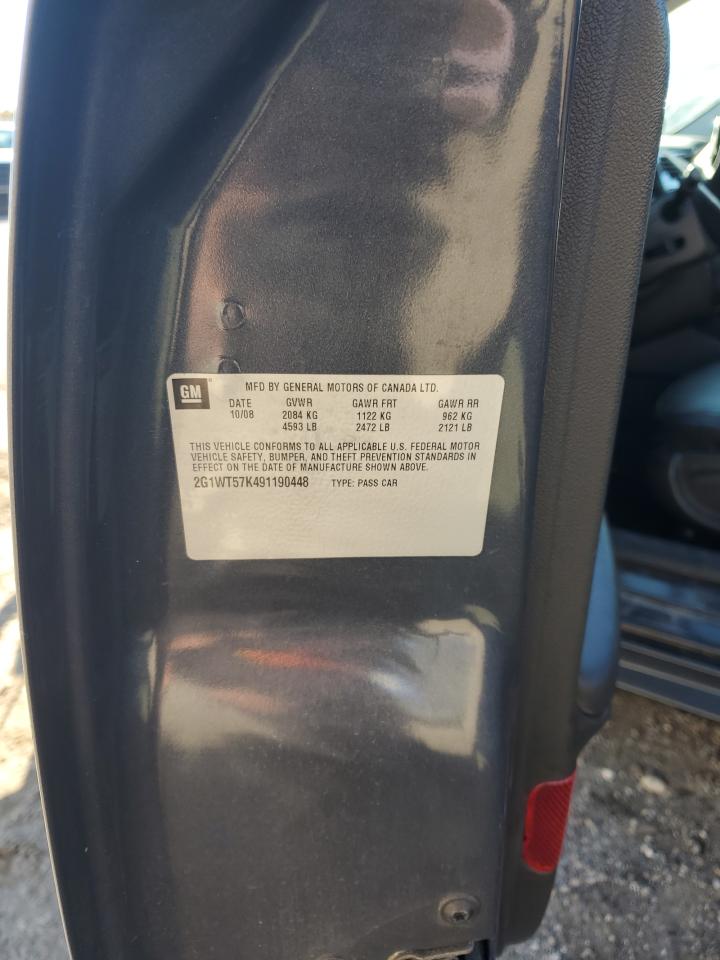 GM
MFD BY GENERAL MOTORS OF CANADA LTD.
DATE GVWR GAWR FRT GAWR RR
10/08 2084 KG 1122 KG 962 KG
4593 LB 2472 LB 2121 LB
THIS VEHICLE CONFORMS TO ALL APPLICABLE U.S. FEDERAL MOTOR
VEHICLE SAFETY, BUMPER, AND THEFT PREVENTION STANDARDS IN
EFFECT ON THE DATE OF MANUFACTURE SHOWN ABOVE.
2G1WT57K491190448 TYPE: PASS CAR